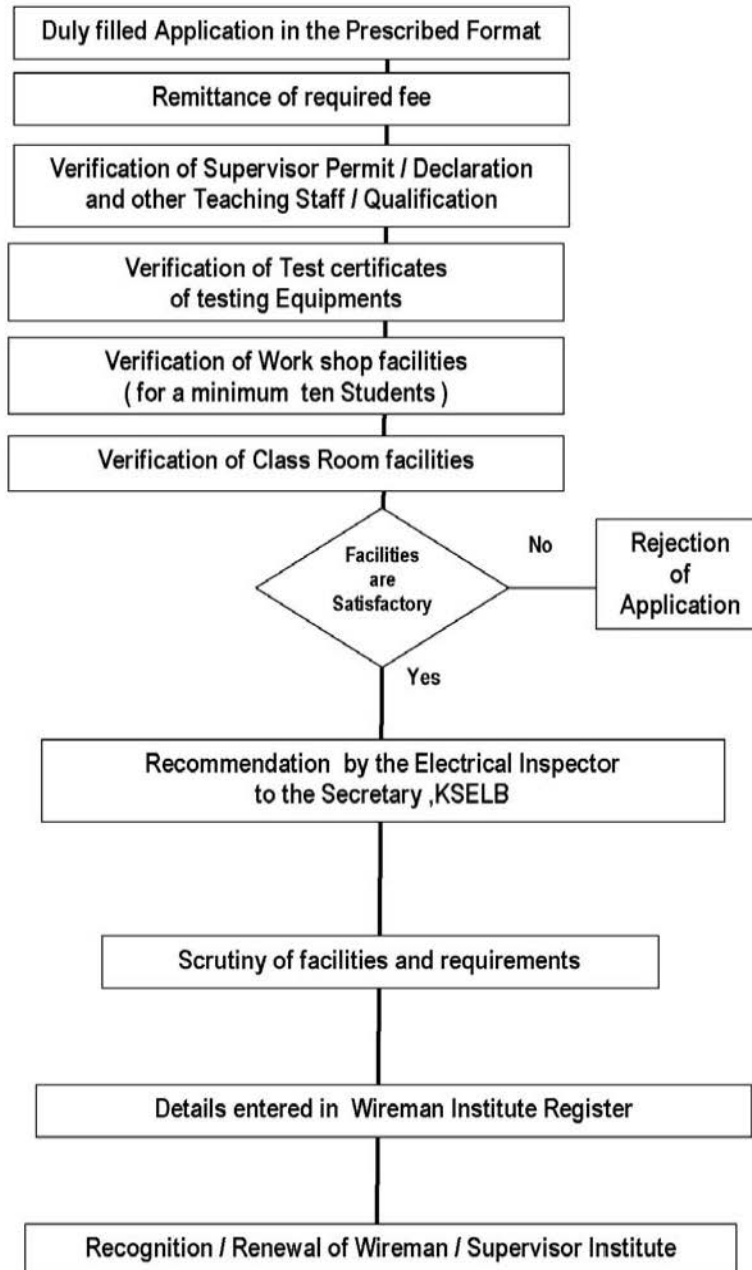 Duly filled Application in the Prescribed Format
Remittance of required fee
Verification of Supervisor Permit / Declaration
and other Teaching Staff / Qualification
Verification of Test certificates
of testing Equipments
Verification of Work shop facilities
( for a minimum ten Students )
Verification of Class Room facilities
Facilities
are
Satisfactory
No
Rejection
of
Application
Yes
Recommendation by the Electrical Inspector
to the Secretary ,KSELB
Scrutiny of facilities and requirements
Details entered in Wireman Institute Register
Recognition / Renewal of Wireman / Supervisor Institute